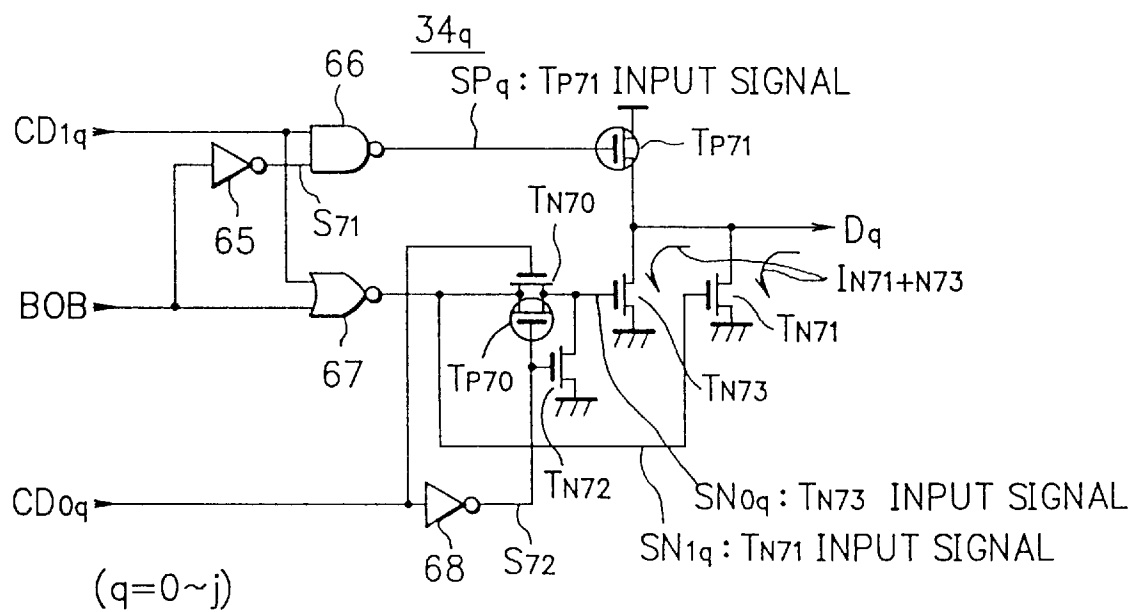 34q
66
SPq : TP71 INPUT SIGNAL
CD1q
TP71
65
S71
TN70
Dq
IN71+N73
BOB
TN71
67
TP70
TN73
TN72
CD0q
SN0q : TN73 INPUT SIGNAL
68
S72
SN1q : TN71 INPUT SIGNAL
(q=0~j)